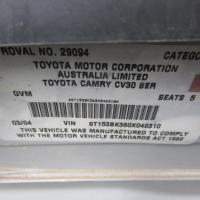 ROVAL NO. 29094 CATEGO
TOYOTA MOTOR CORPORATION
AUSTRALIA LIMITED
TOYOTA CAMRY CV30 SER
GVM SEATS 5
03/04 VIN 6T153BK360X045310
THIS VEHICLE WAS MANUFACTURED TO COMPLY
WITH THE MOTOR VEHICLE STANDARDS ACT 1989